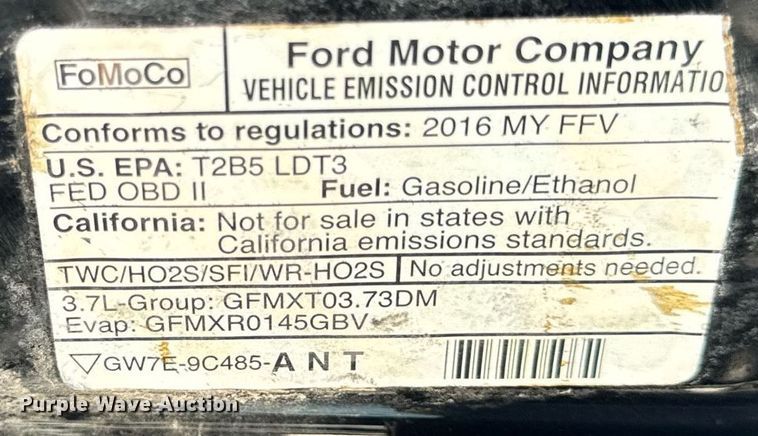 FoMoCo
Ford Motor Company
VEHICLE EMISSION CONTROL INFORMATIO
Conforms to regulations: 2016 MY FFV
U.S. EPA: T2B5 LDT3
FED OBD II Fuel: Gasoline/Ethanol
California: Not for sale in states with
California emissions standards.
TWC/HO2S/SFI/WR-HO2S No adjustments needed.
3.7L-Group: GFMXT03.73DM
Evap: GFMXR0145GBV
GW7E-9C485-ANT
Purple Wave Auction